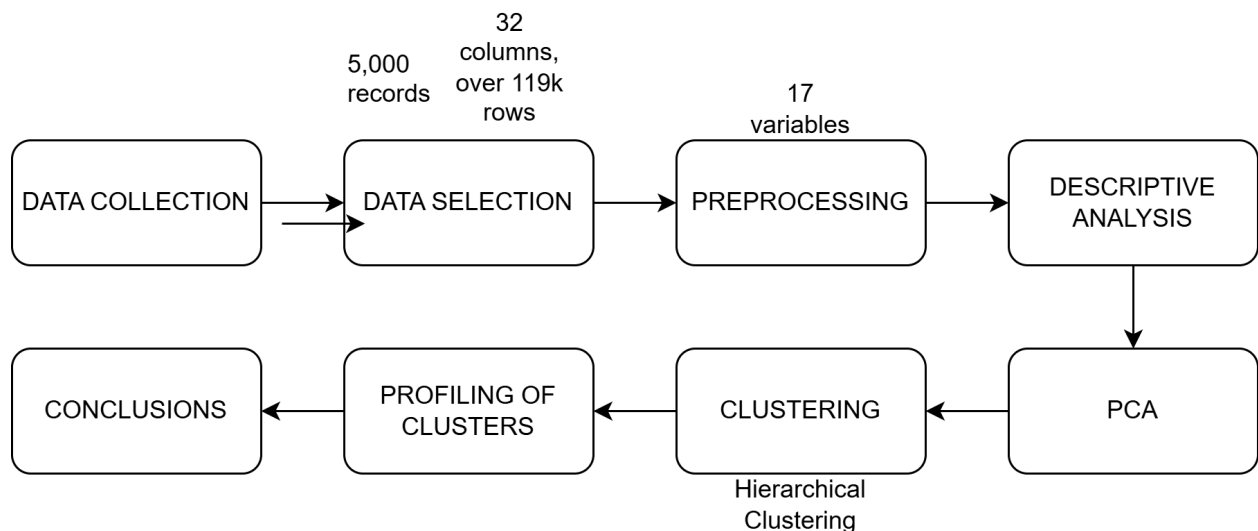 32
columns,
over 119k
rows
5,000
records
17
variables
DATA COLLECTION
DATA SELECTION
PREPROCESSING
DESCRIPTIVE
ANALYSIS
CONCLUSIONS
PROFILING OF
CLUSTERS
CLUSTERING
PCA
Hierarchical
Clustering